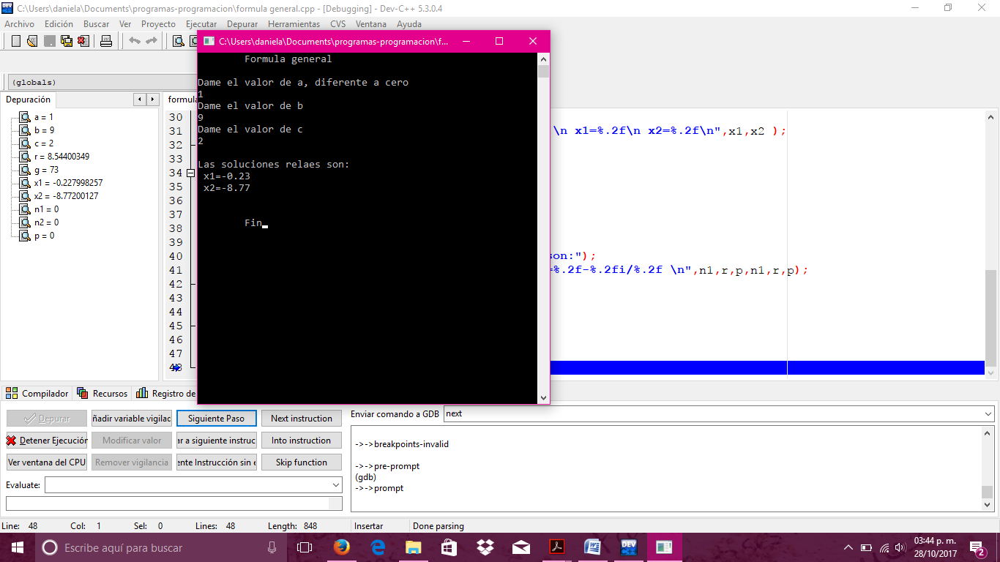 C:\Users\daniela\Documents\programas-programacion\formula general.cpp - [Debugging] - Dev-C++ 5.3.0.4
Archivo Edición Buscar Ver Proyecto Ejecutar Depurar Herramientas CVS Ventana Ayuda
C:\Users\daniela\Documents\programas-programacion\f...
(globals)
Depuración
a = 1
b = 9
c = 2
r = 8.54400349
g = 73
x1 = -0.227998257
x2 = -8.77200127
n1 = 0
n2 = 0
p = 0
formula
Formula general
Dame el valor de a, diferente a cero
1
Dame el valor de b
9
Dame el valor de c
2
Las soluciones relaes son:
x1=-0.23
x2=-8.77
Fin
30
31 \n x1=%.2f\n x2=%.2f\n",x1,x2 );
32
33
34
35
36
37
38
39
40 son:");
41 =%.2f-%.2fi/%.2f \n",n1,r,p,n1,r,p);
42
43
44
45
46
47
48
Compilador Recursos Registro de
Depurar ñadir variable vigilad Siguiente Paso Next instruction
Detener Ejecución Modificar valor ar a siguiente instrucc Into instruction
Ver ventana del CPU Remover vigilancia ente Instrucción sin e Skip function
Evaluate:
Enviar comando a GDB next
->->breakpoints-invalid
->->pre-prompt
(gdb)
->->prompt
Line: 48 Col: 1 Sel: 0 Lines: 48 Length: 848 Insertar Done parsing
Escribe aquí para buscar
03:44 p. m.
28/10/2017
2